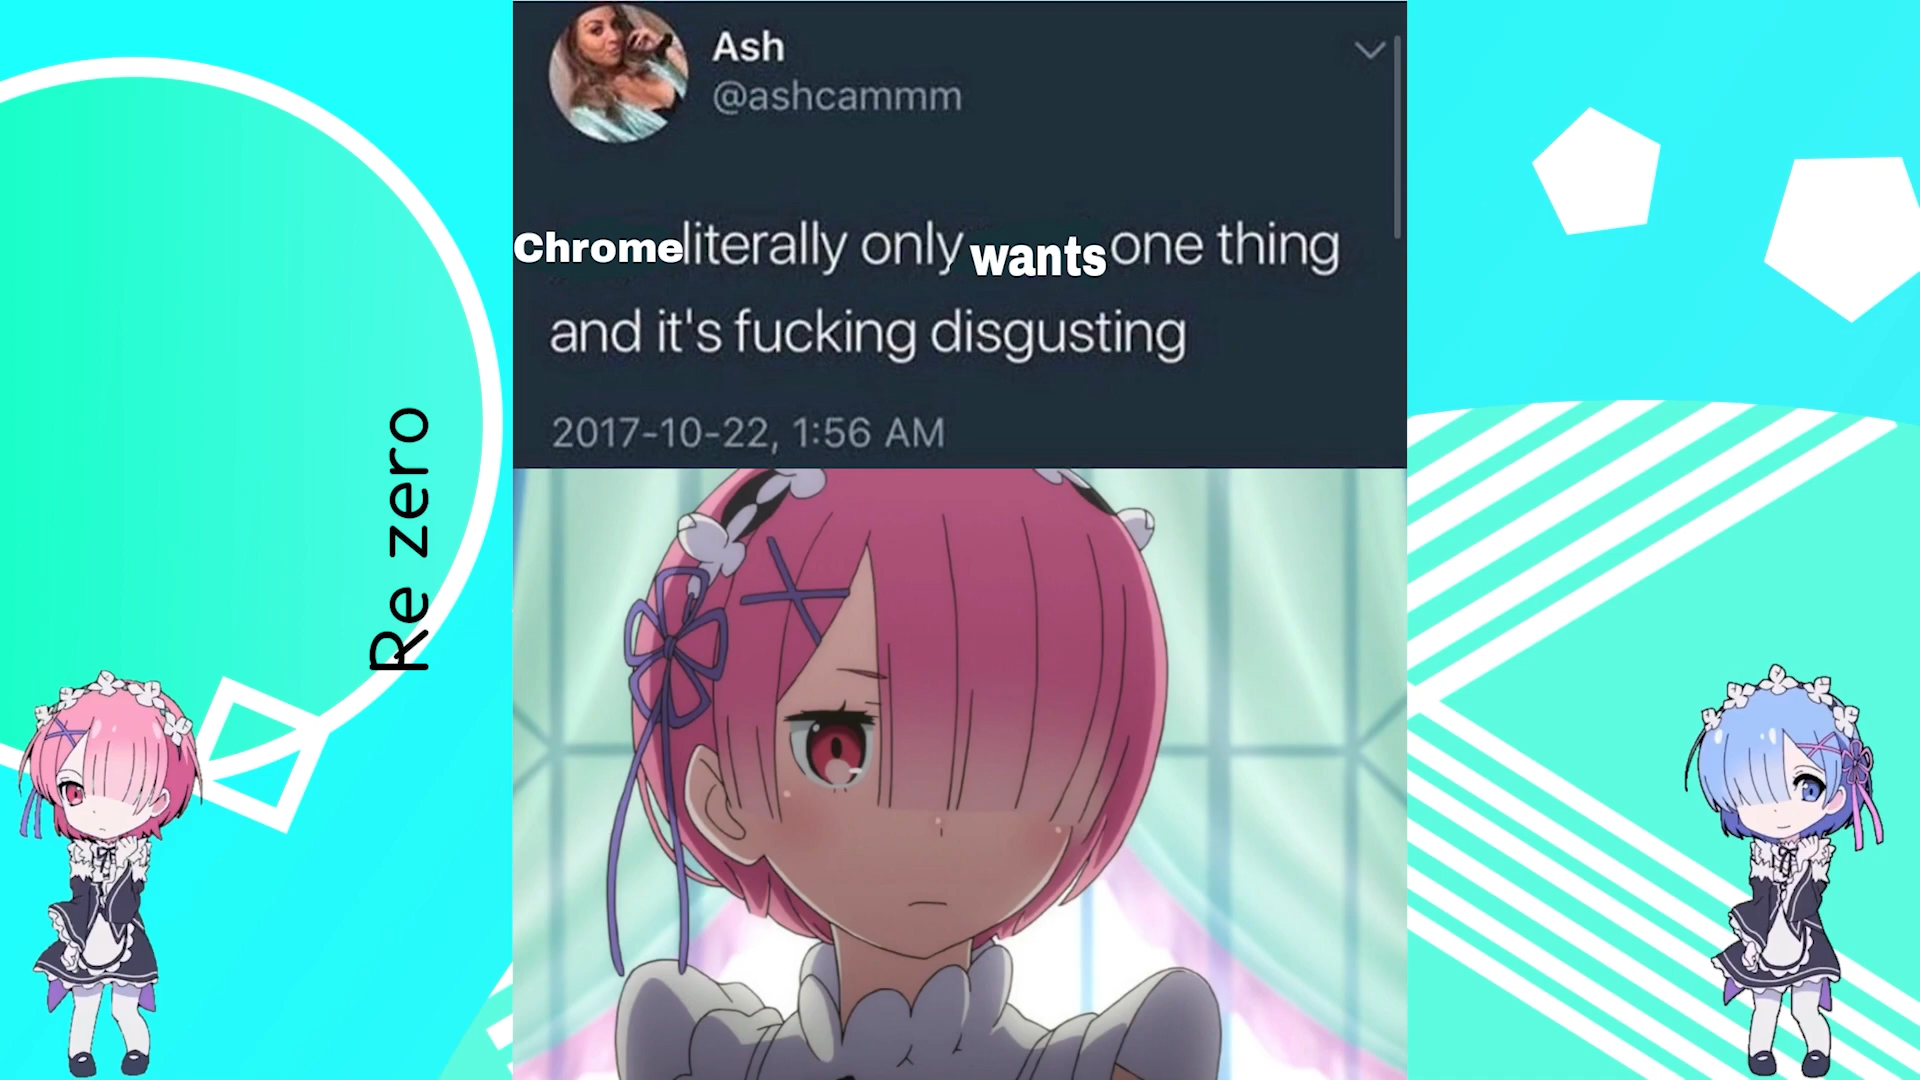 Ash
@ashcammm
Chrome literally only wants one thing
and it's fucking disgusting
2017-10-22, 1:56 AM
Re zero